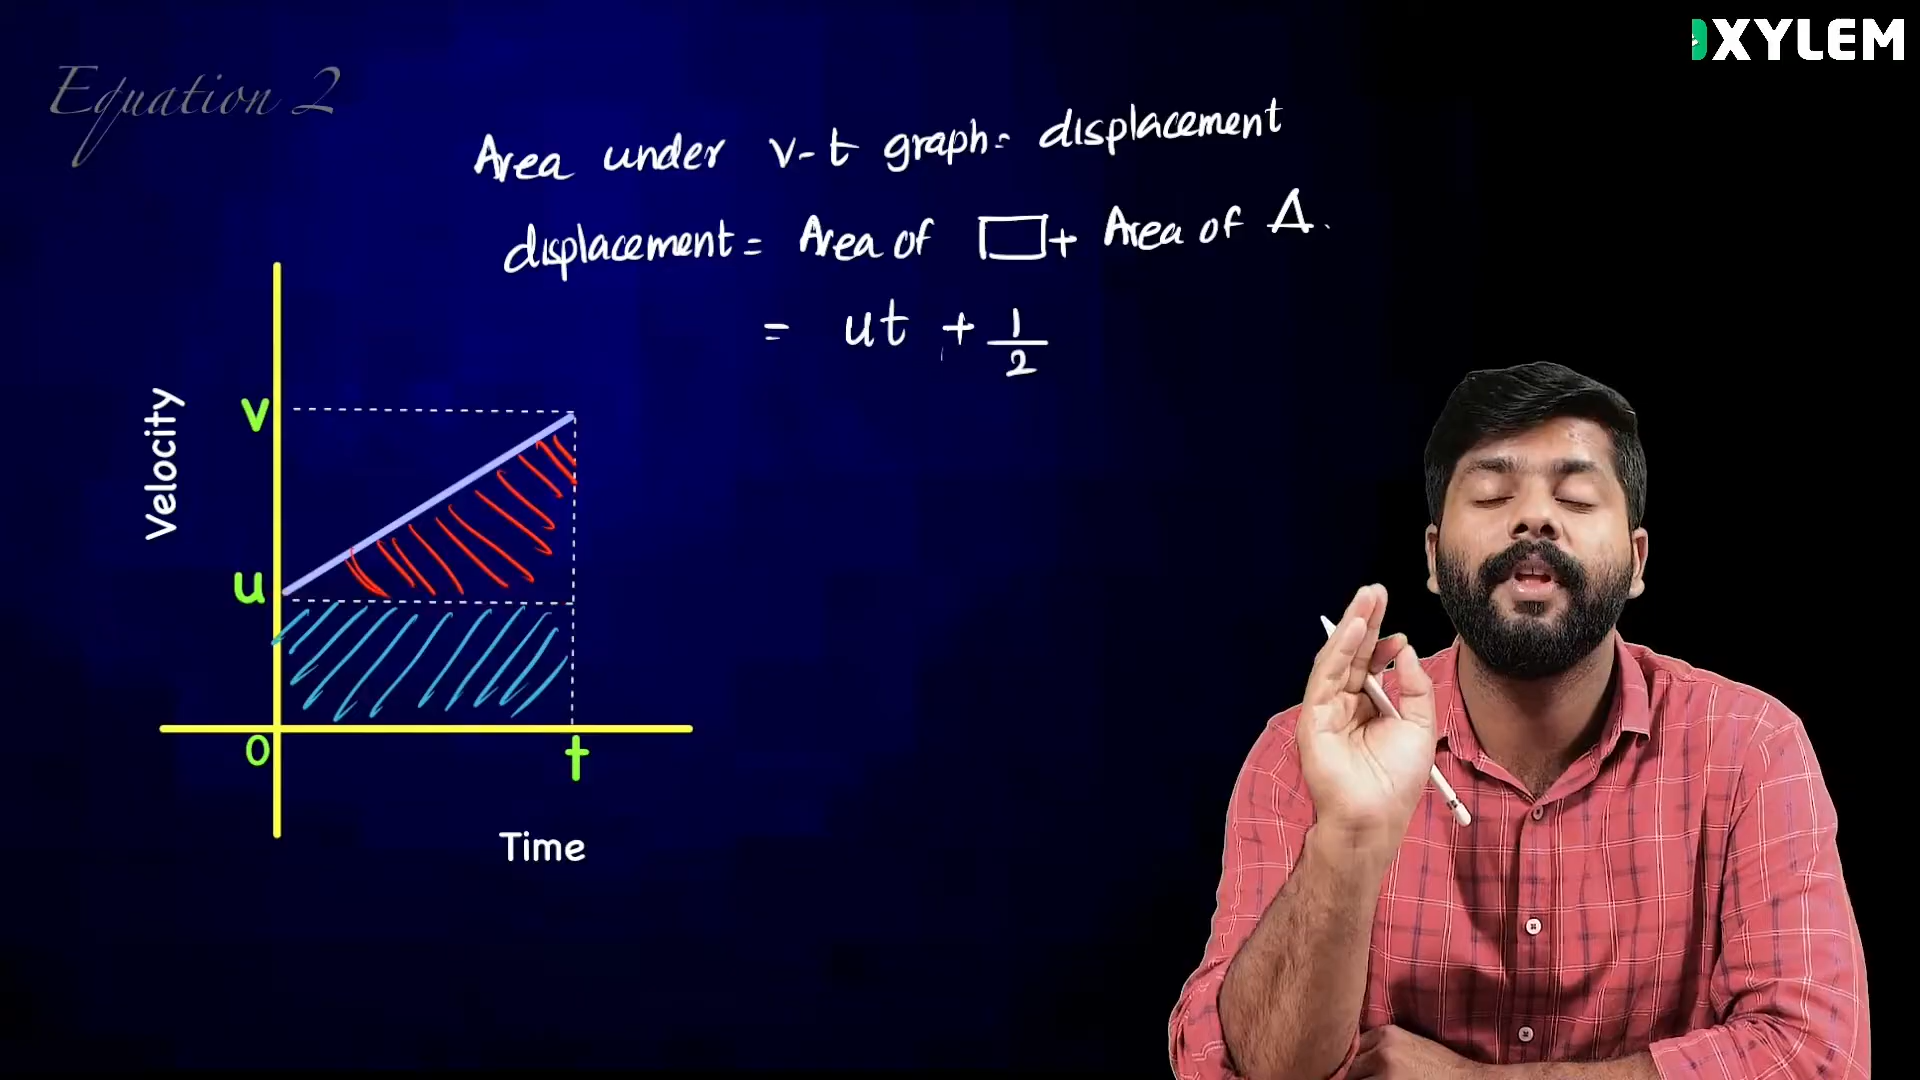 XYLEM
Equation 2
Area under v-t graph = displacement
displacement = Area of □ + Area of Δ.
= ut + 1/2
Velocity
v
u
0
t
Time